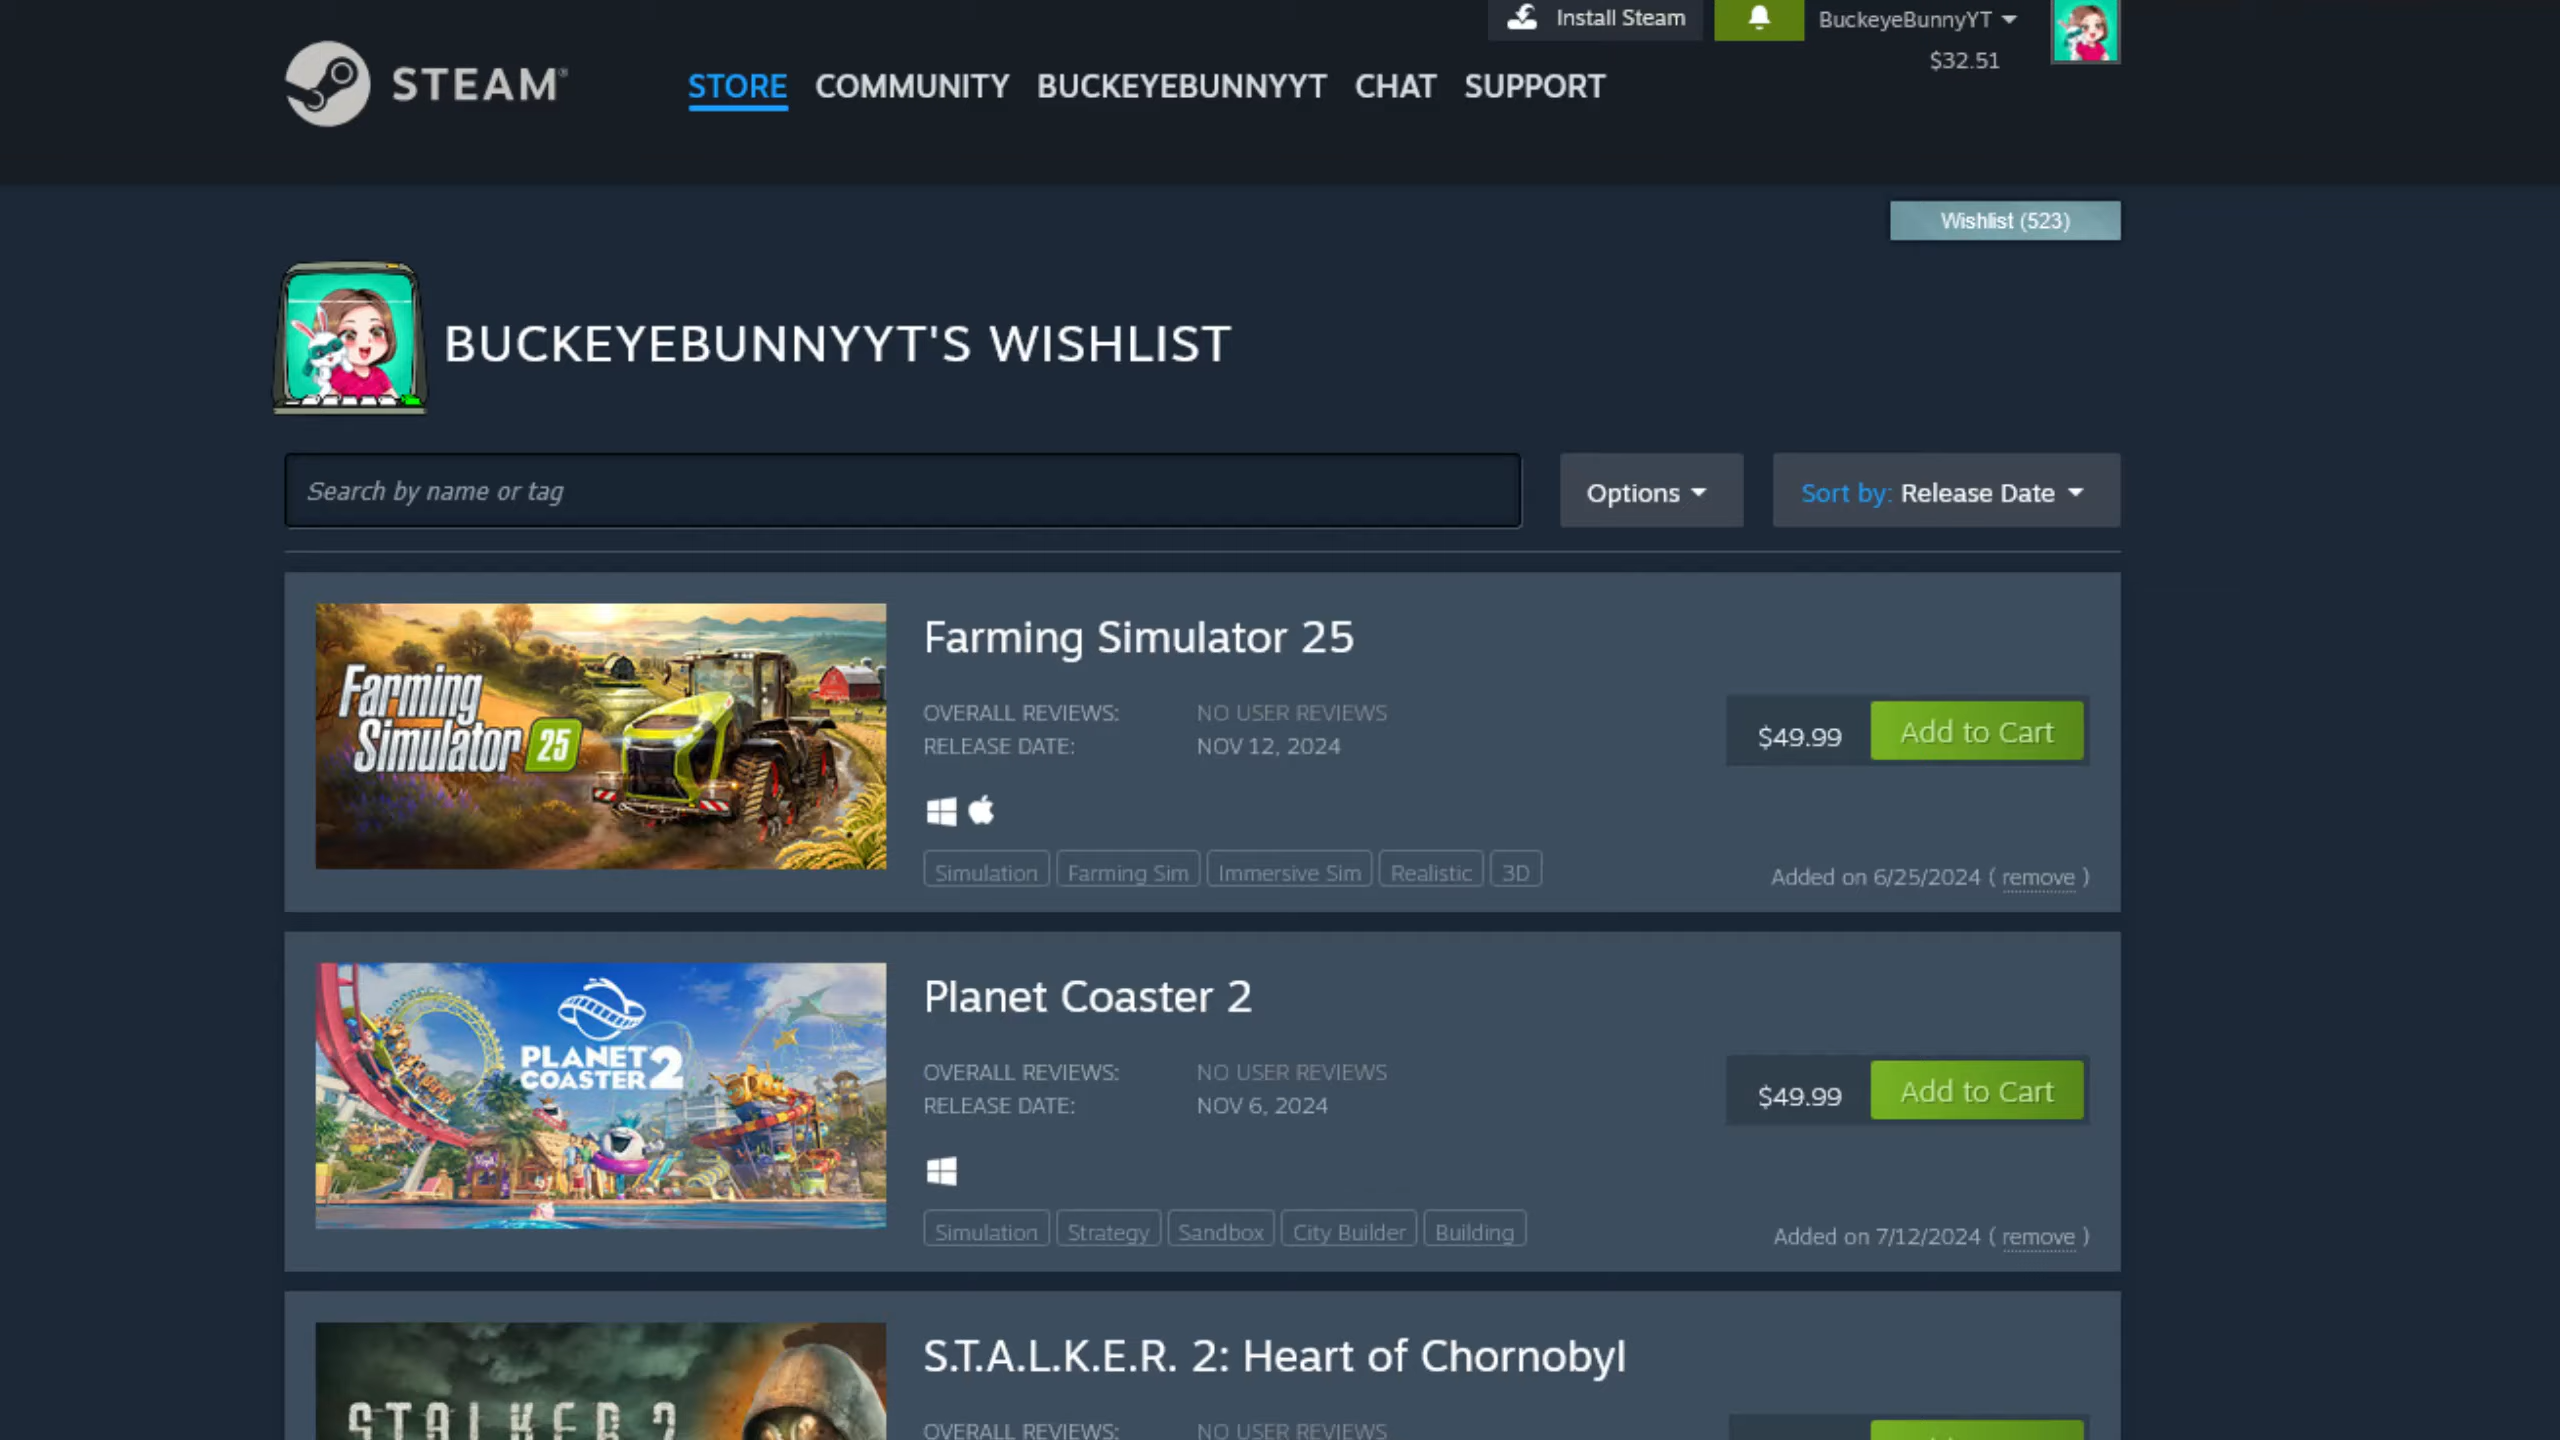 Install Steam
BuckeyeBunnyYT
$32.51
STEAM®
STORE COMMUNITY BUCKEYEBUNNYYT CHAT SUPPORT
Wishlist (523)
BUCKEYEBUNNYYT'S WISHLIST
Search by name or tag
Options
Sort by: Release Date
Farming
Simulator 25
Farming Simulator 25
OVERALL REVIEWS: NO USER REVIEWS
RELEASE DATE: NOV 12, 2024
$49.99 Add to Cart
Simulation Farming Sim Immersive Sim Realistic 3D
Added on 6/25/2024 ( remove )
PLANET
COASTER 2
Planet Coaster 2
OVERALL REVIEWS: NO USER REVIEWS
RELEASE DATE: NOV 6, 2024
$49.99 Add to Cart
Simulation Strategy Sandbox City Builder Building
Added on 7/12/2024 ( remove )
STALKER 2
S.T.A.L.K.E.R. 2: Heart of Chornobyl
OVERALL REVIEWS: NO USER REVIEWS